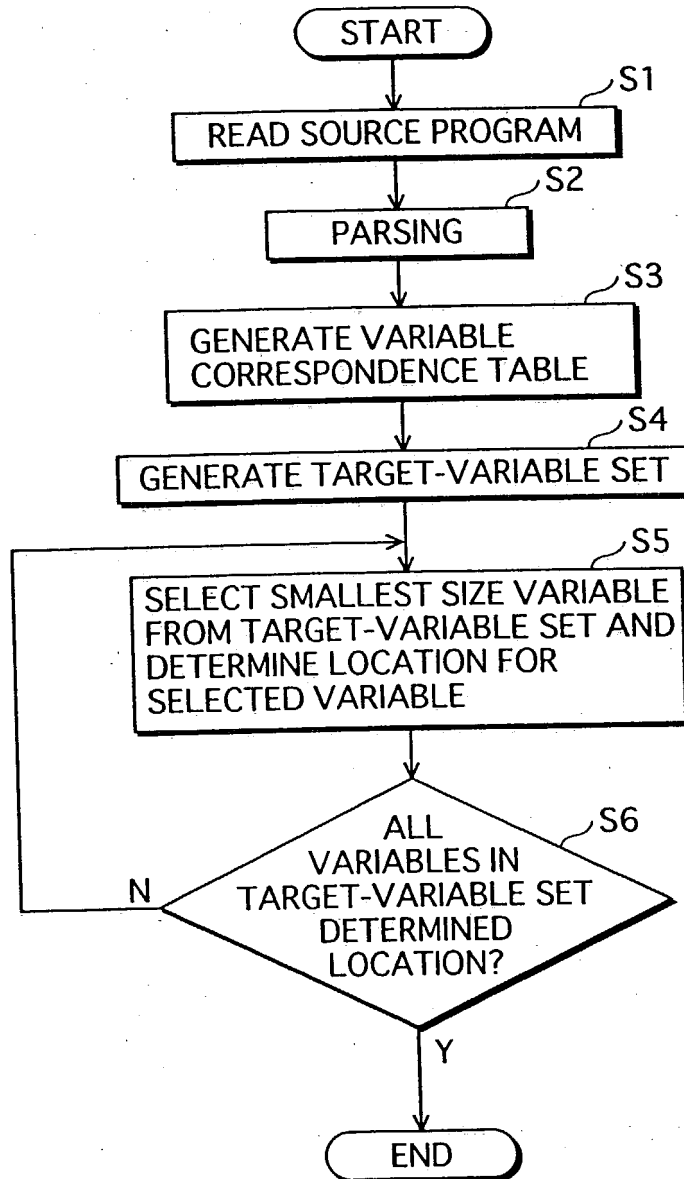 START
S1
READ SOURCE PROGRAM
S2
PARSING
S3
GENERATE VARIABLE
CORRESPONDENCE TABLE
S4
GENERATE TARGET-VARIABLE SET
S5
SELECT SMALLEST SIZE VARIABLE
FROM TARGET-VARIABLE SET AND
DETERMINE LOCATION FOR
SELECTED VARIABLE
S6
ALL
VARIABLES IN
TARGET-VARIABLE SET
DETERMINED
LOCATION?
N
Y
END